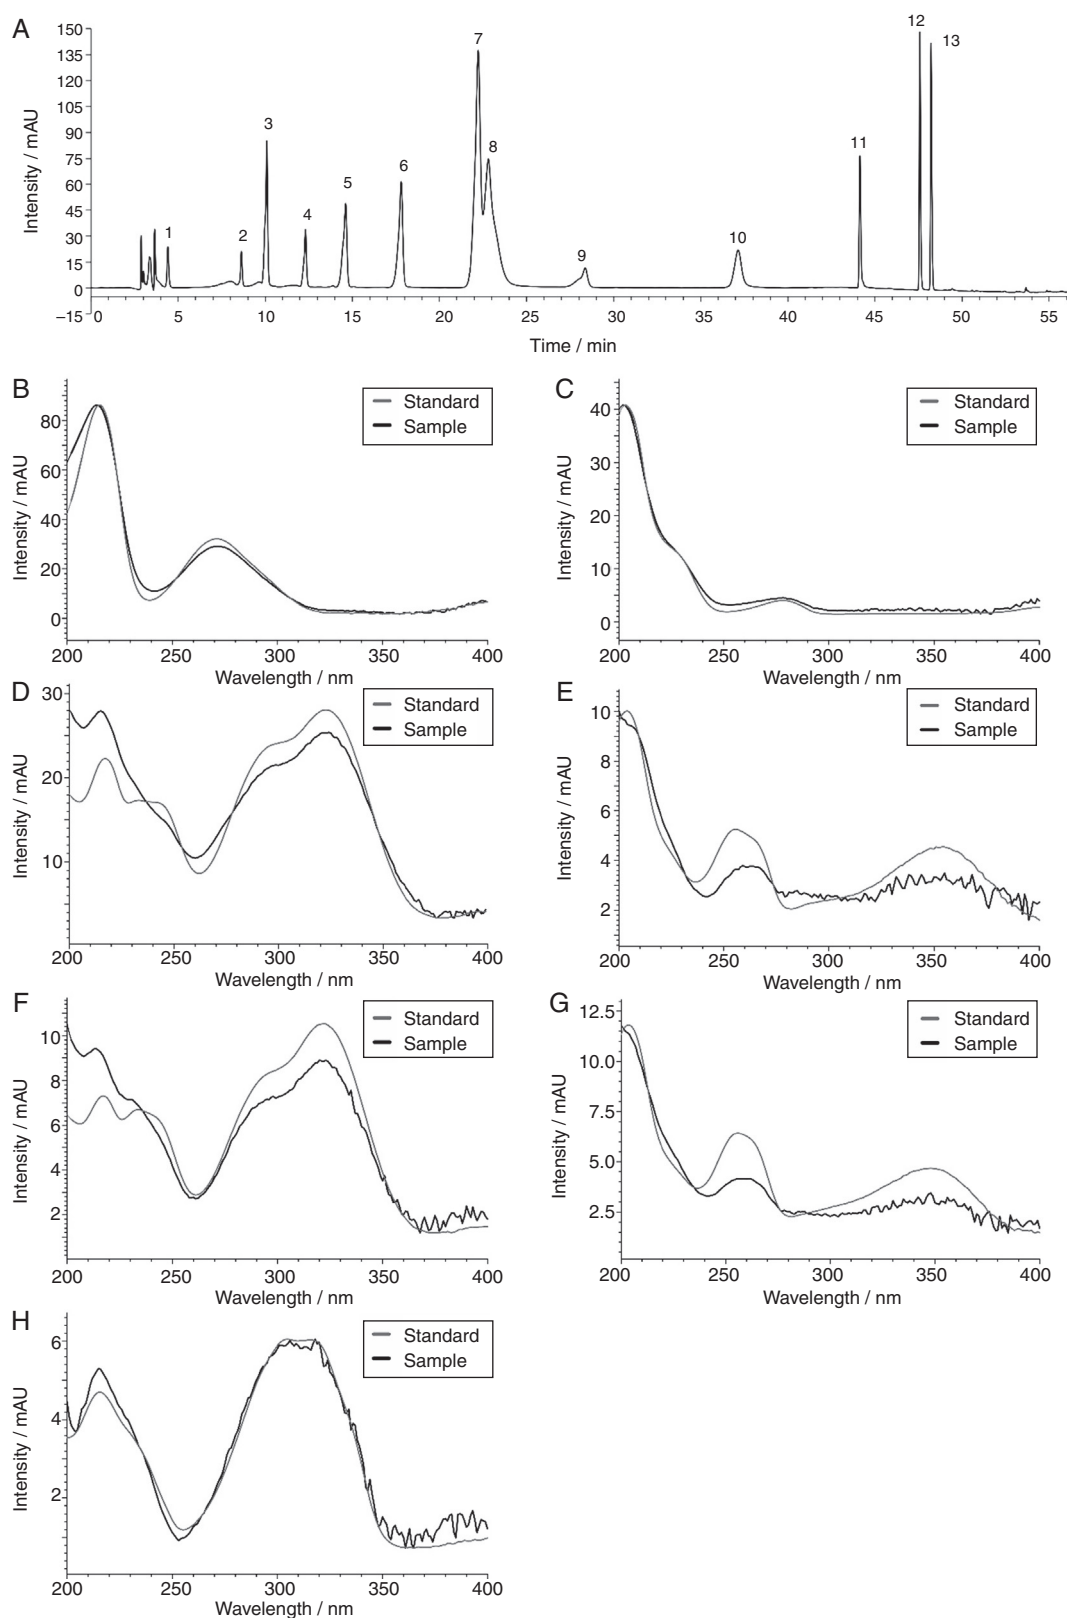 A
Intensity / mAU
150
135
120
105
90
75
60
45
30
15
0
–15
1
2
3
4
5
6
7
8
9
10
11
12
13
0 5 10 15 20 25 30 35 40 45 50 55
Time / min
B
Intensity / mAU
80
60
40
20
0
Standard
Sample
200 250 300 350 400
Wavelength / nm
C
Intensity / mAU
40
30
20
10
0
Standard
Sample
200 250 300 350 400
Wavelength / nm
D
Intensity / mAU
30
20
10
Standard
Sample
200 250 300 350 400
Wavelength / nm
E
Intensity / mAU
10
8
6
4
2
Standard
Sample
200 250 300 350 400
Wavelength / nm
F
Intensity / mAU
10
8
6
4
2
Standard
Sample
200 250 300 350 400
Wavelength / nm
G
Intensity / mAU
12.5
10.0
7.5
5.0
2.5
Standard
Sample
200 250 300 350 400
Wavelength / nm
H
Intensity / mAU
6
4
2
Standard
Sample
200 250 300 350 400
Wavelength / nm